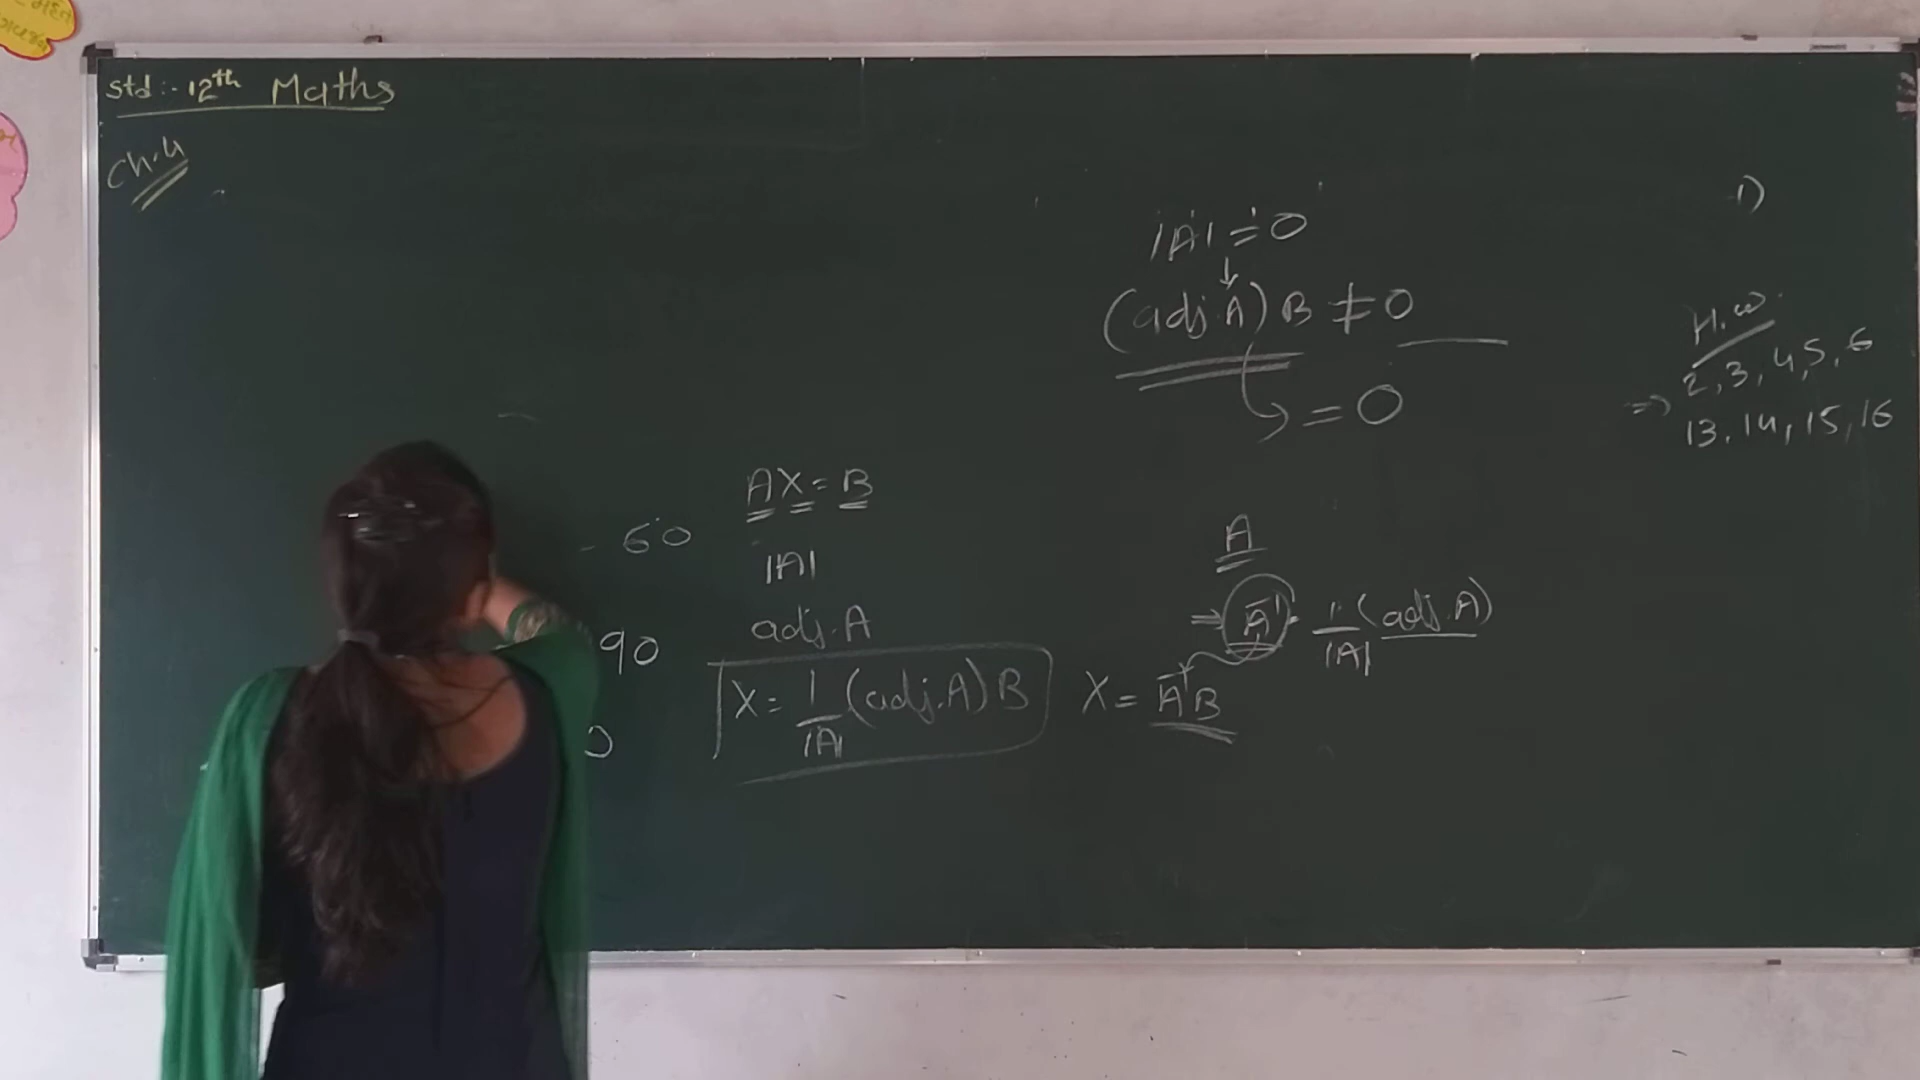 Std :- 12th Maths
Ch.4
|A| = 0
(adj.A) B ≠ 0
= 0
1)
H.W.
2, 3, 4, 5, 6
⇒ 13, 14, 15, 16
AX = B
- 60
|A|
adj.A
90
X = 1/|A| (adj.A) B
A
⇒ A⁻¹ = 1/|A| (adj.A)
X = A⁻¹B